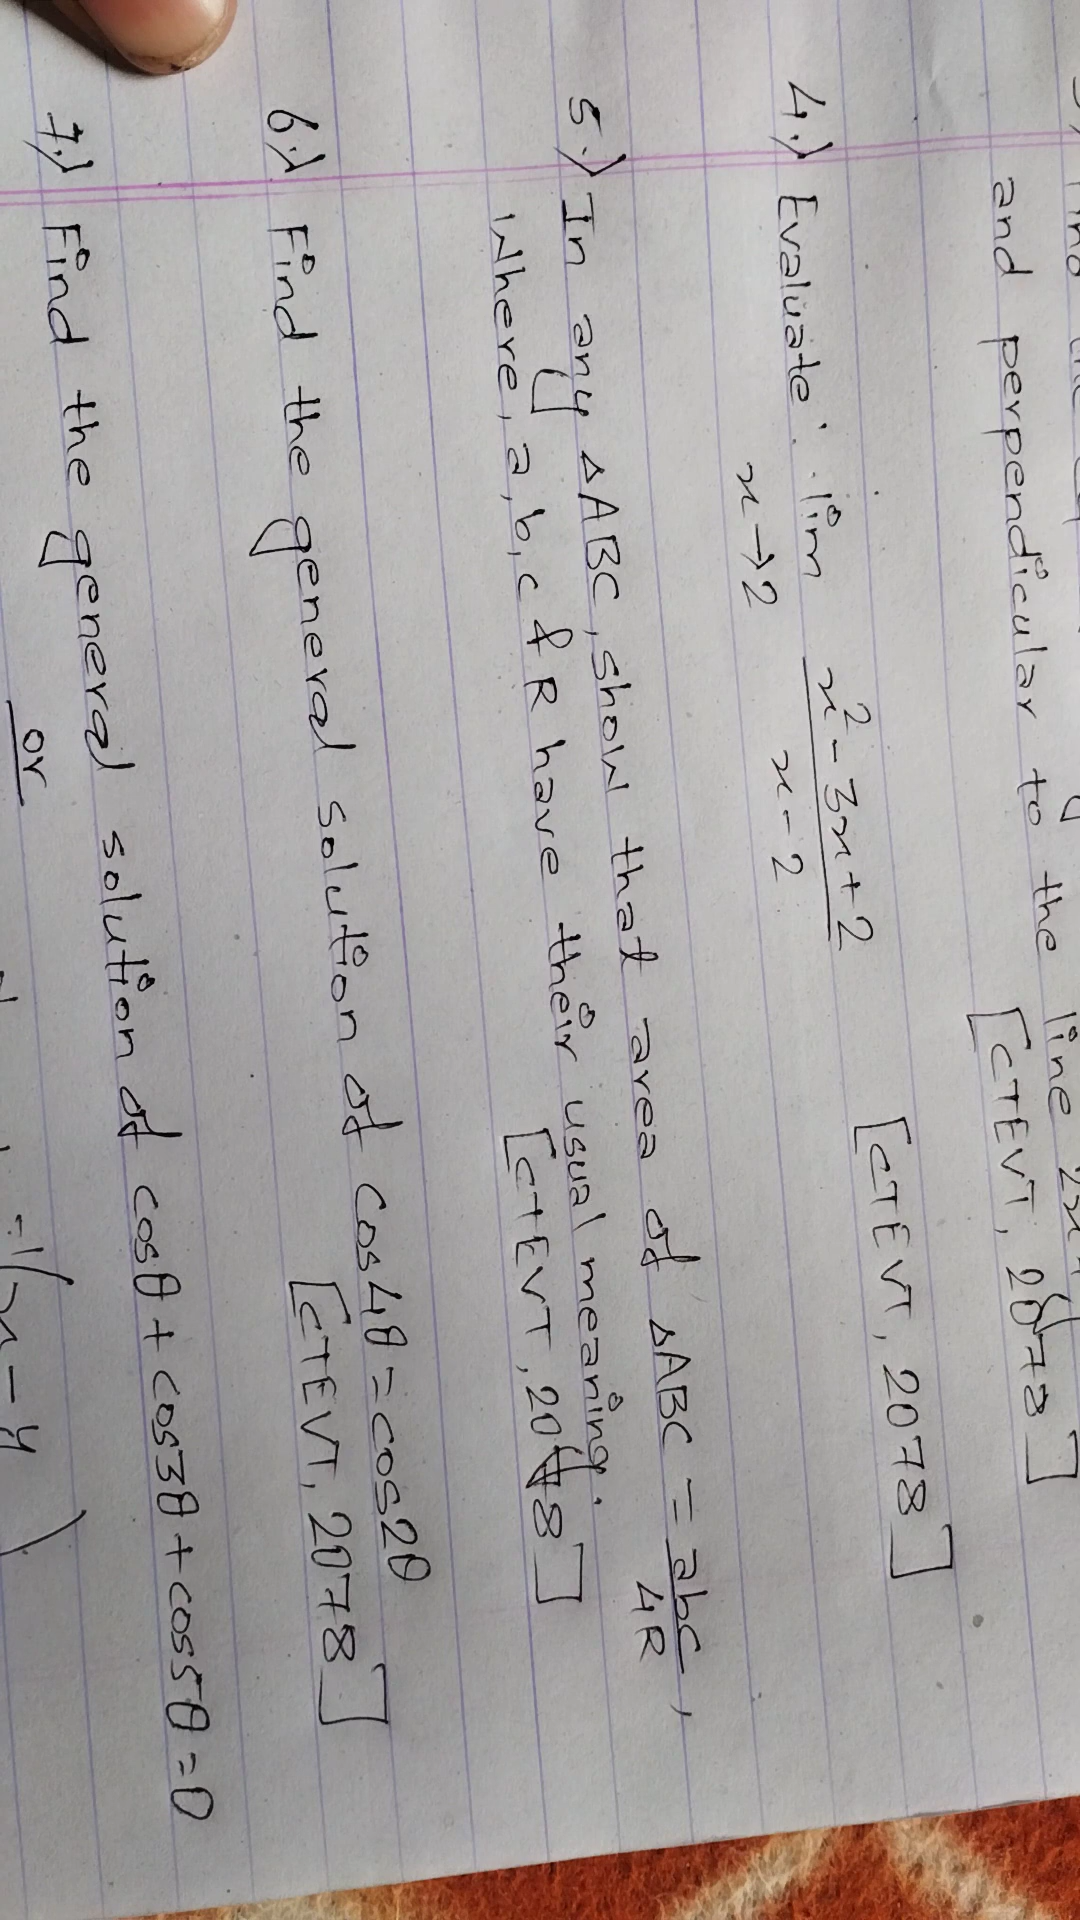 and perpendicular to the line 2x
[CTEVT, 2078]
4.) Evaluate: lim x²-3x+2
x→2 x-2
[CTEVT, 2078]
5.) In any ΔABC, show that area of ΔABC = abc/4R,
Where, a, b, c & R have their usual meaning.
[CTEVT, 2078]
6.) Find the general solution of cos4θ = cos2θ
[CTEVT, 2078]
7.) Find the general solution of cosθ + cos3θ + cos5θ = 0
or